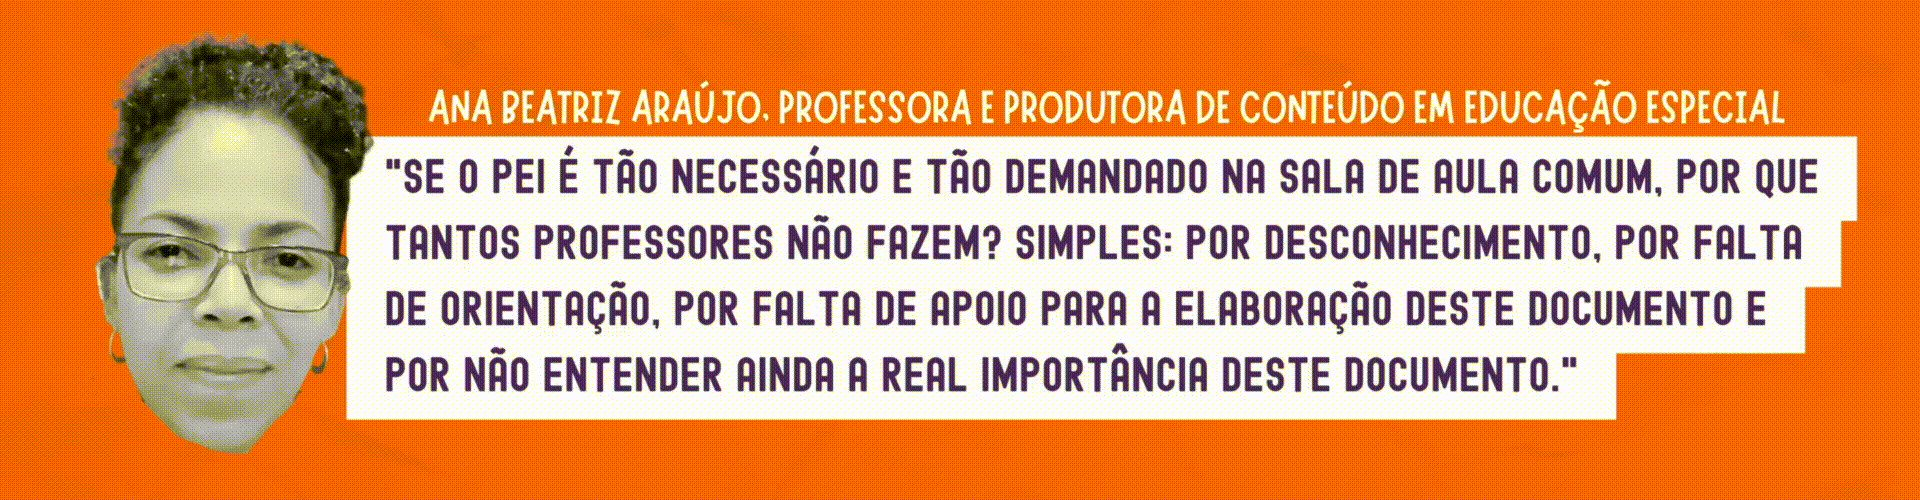 ANA BEATRIZ ARAÚJO, PROFESSORA E PRODUTORA DE CONTEÚDO EM EDUCAÇÃO ESPECIAL
"SE O PEI É TÃO NECESSÁRIO E TÃO DEMANDADO NA SALA DE AULA COMUM, POR QUE
TANTOS PROFESSORES NÃO FAZEM? SIMPLES: POR DESCONHECIMENTO, POR FALTA
DE ORIENTAÇÃO, POR FALTA DE APOIO PARA A ELABORAÇÃO DESTE DOCUMENTO E
POR NÃO ENTENDER AINDA A REAL IMPORTÂNCIA DESTE DOCUMENTO."